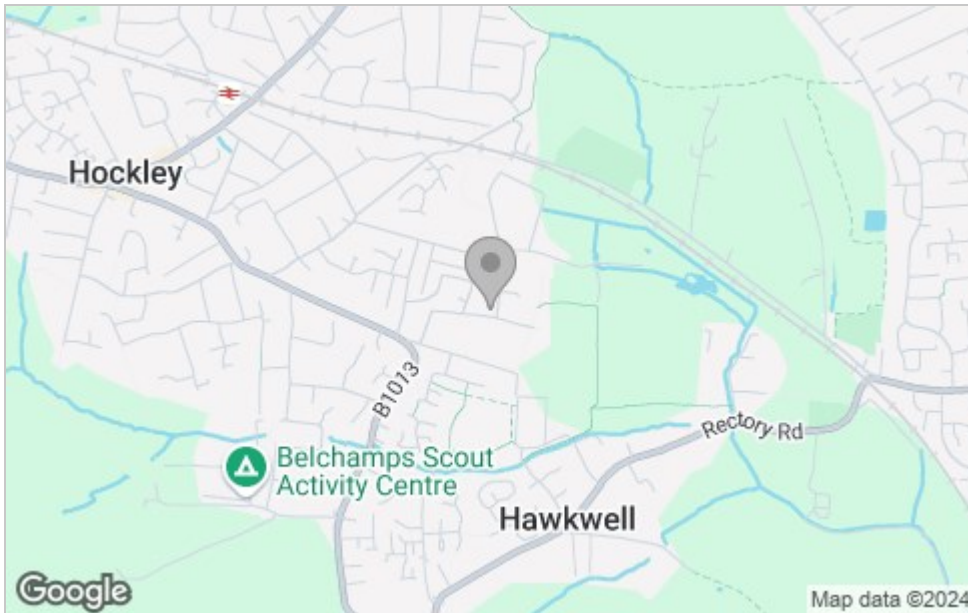 Hockley
B1013
Rectory Rd
Belchamps Scout
Activity Centre
Hawkwell
Google
Map data ©2024